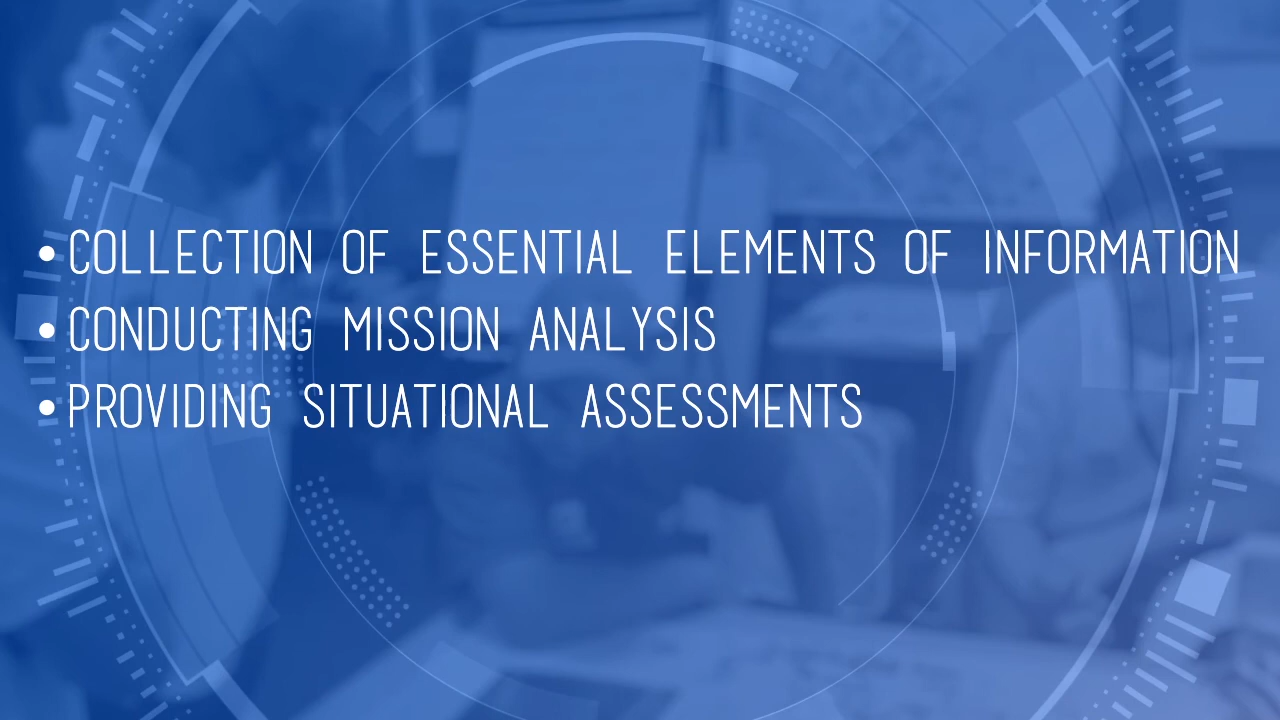 • COLLECTION OF ESSENTIAL ELEMENTS OF INFORMATION
• CONDUCTING MISSION ANALYSIS
• PROVIDING SITUATIONAL ASSESSMENTS